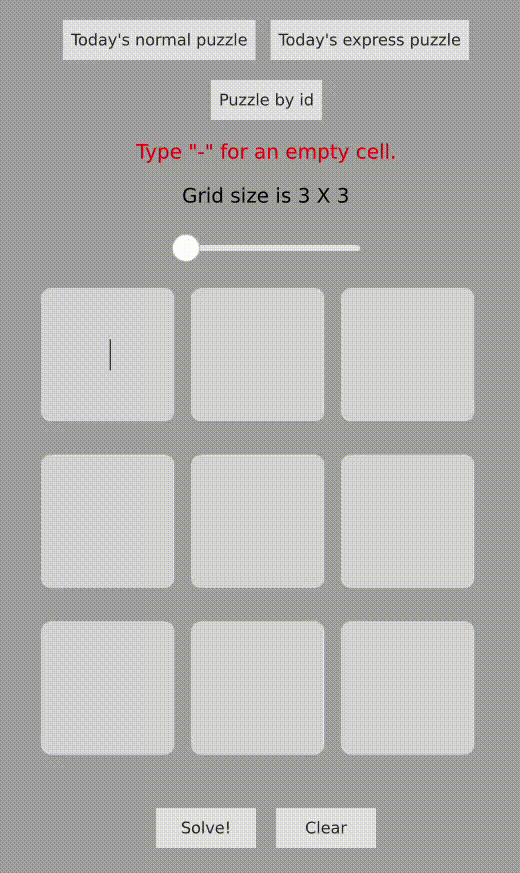 Today's normal puzzle Today's express puzzle
Puzzle by id
Type "-" for an empty cell.
Grid size is 3 X 3
Solve! Clear